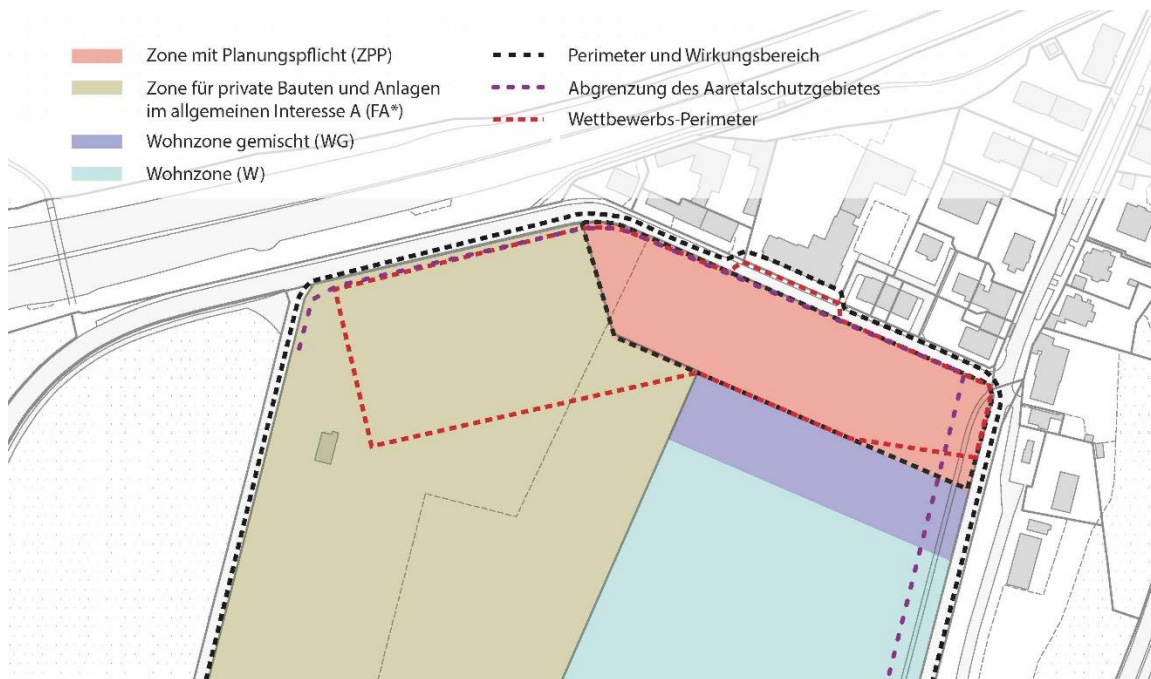 Zone mit Planungspflicht (ZPP)
Zone für private Bauten und Anlagen
im allgemeinen Interesse A (FA*)
Wohnzone gemischt (WG)
Wohnzone (W)
Perimeter und Wirkungsbereich
Abgrenzung des Aaretalschutzgebietes
Wettbewerbs-Perimeter